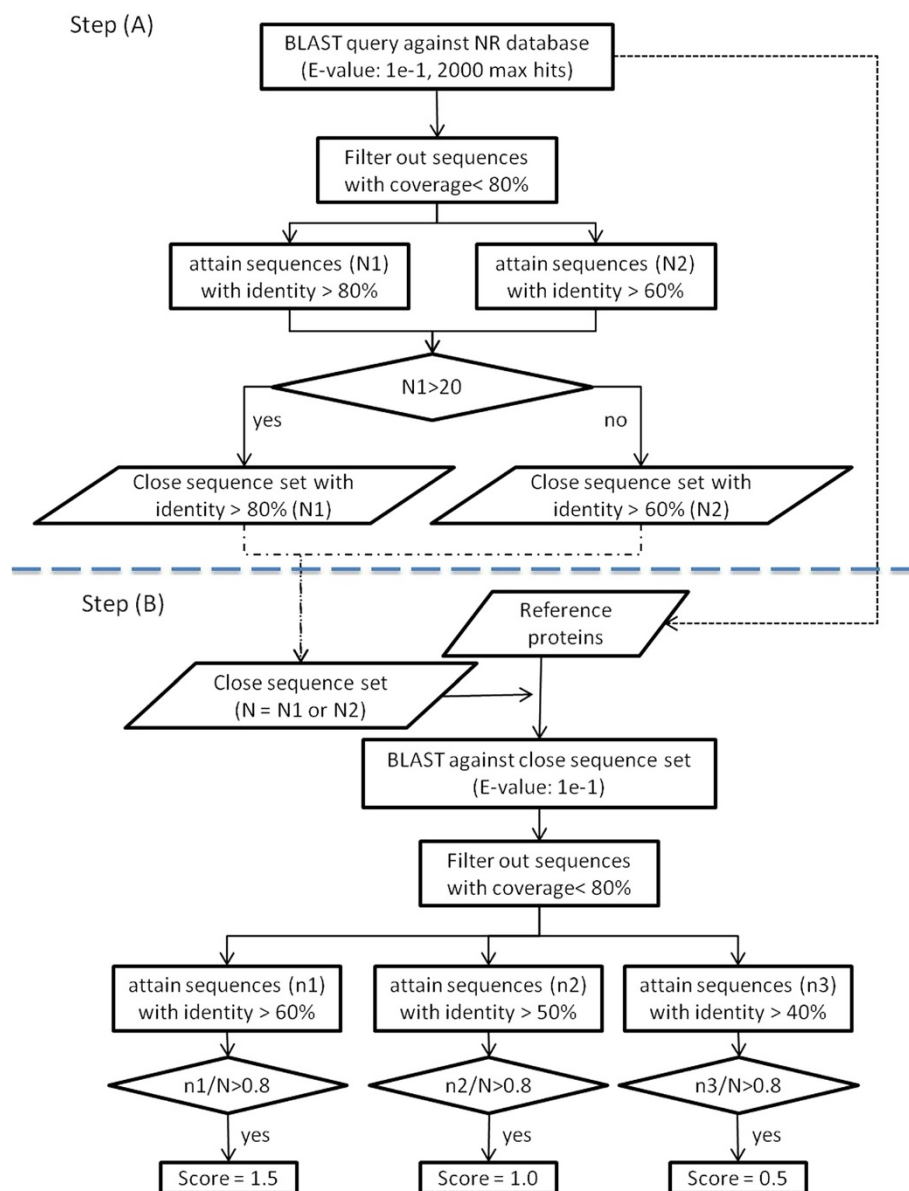 Step (A)
BLAST query against NR database
(E-value: 1e-1, 2000 max hits)
Filter out sequences
with coverage< 80%
attain sequences (N1)
with identity > 80%
attain sequences (N2)
with identity > 60%
N1>20
yes
no
Close sequence set with
identity > 80% (N1)
Close sequence set with
identity > 60% (N2)
Step (B)
Reference
proteins
Close sequence set
(N = N1 or N2)
BLAST against close sequence set
(E-value: 1e-1)
Filter out sequences
with coverage< 80%
attain sequences (n1)
with identity > 60%
attain sequences (n2)
with identity > 50%
attain sequences (n3)
with identity > 40%
n1/N>0.8
n2/N>0.8
n3/N>0.8
yes
yes
yes
Score = 1.5
Score = 1.0
Score = 0.5